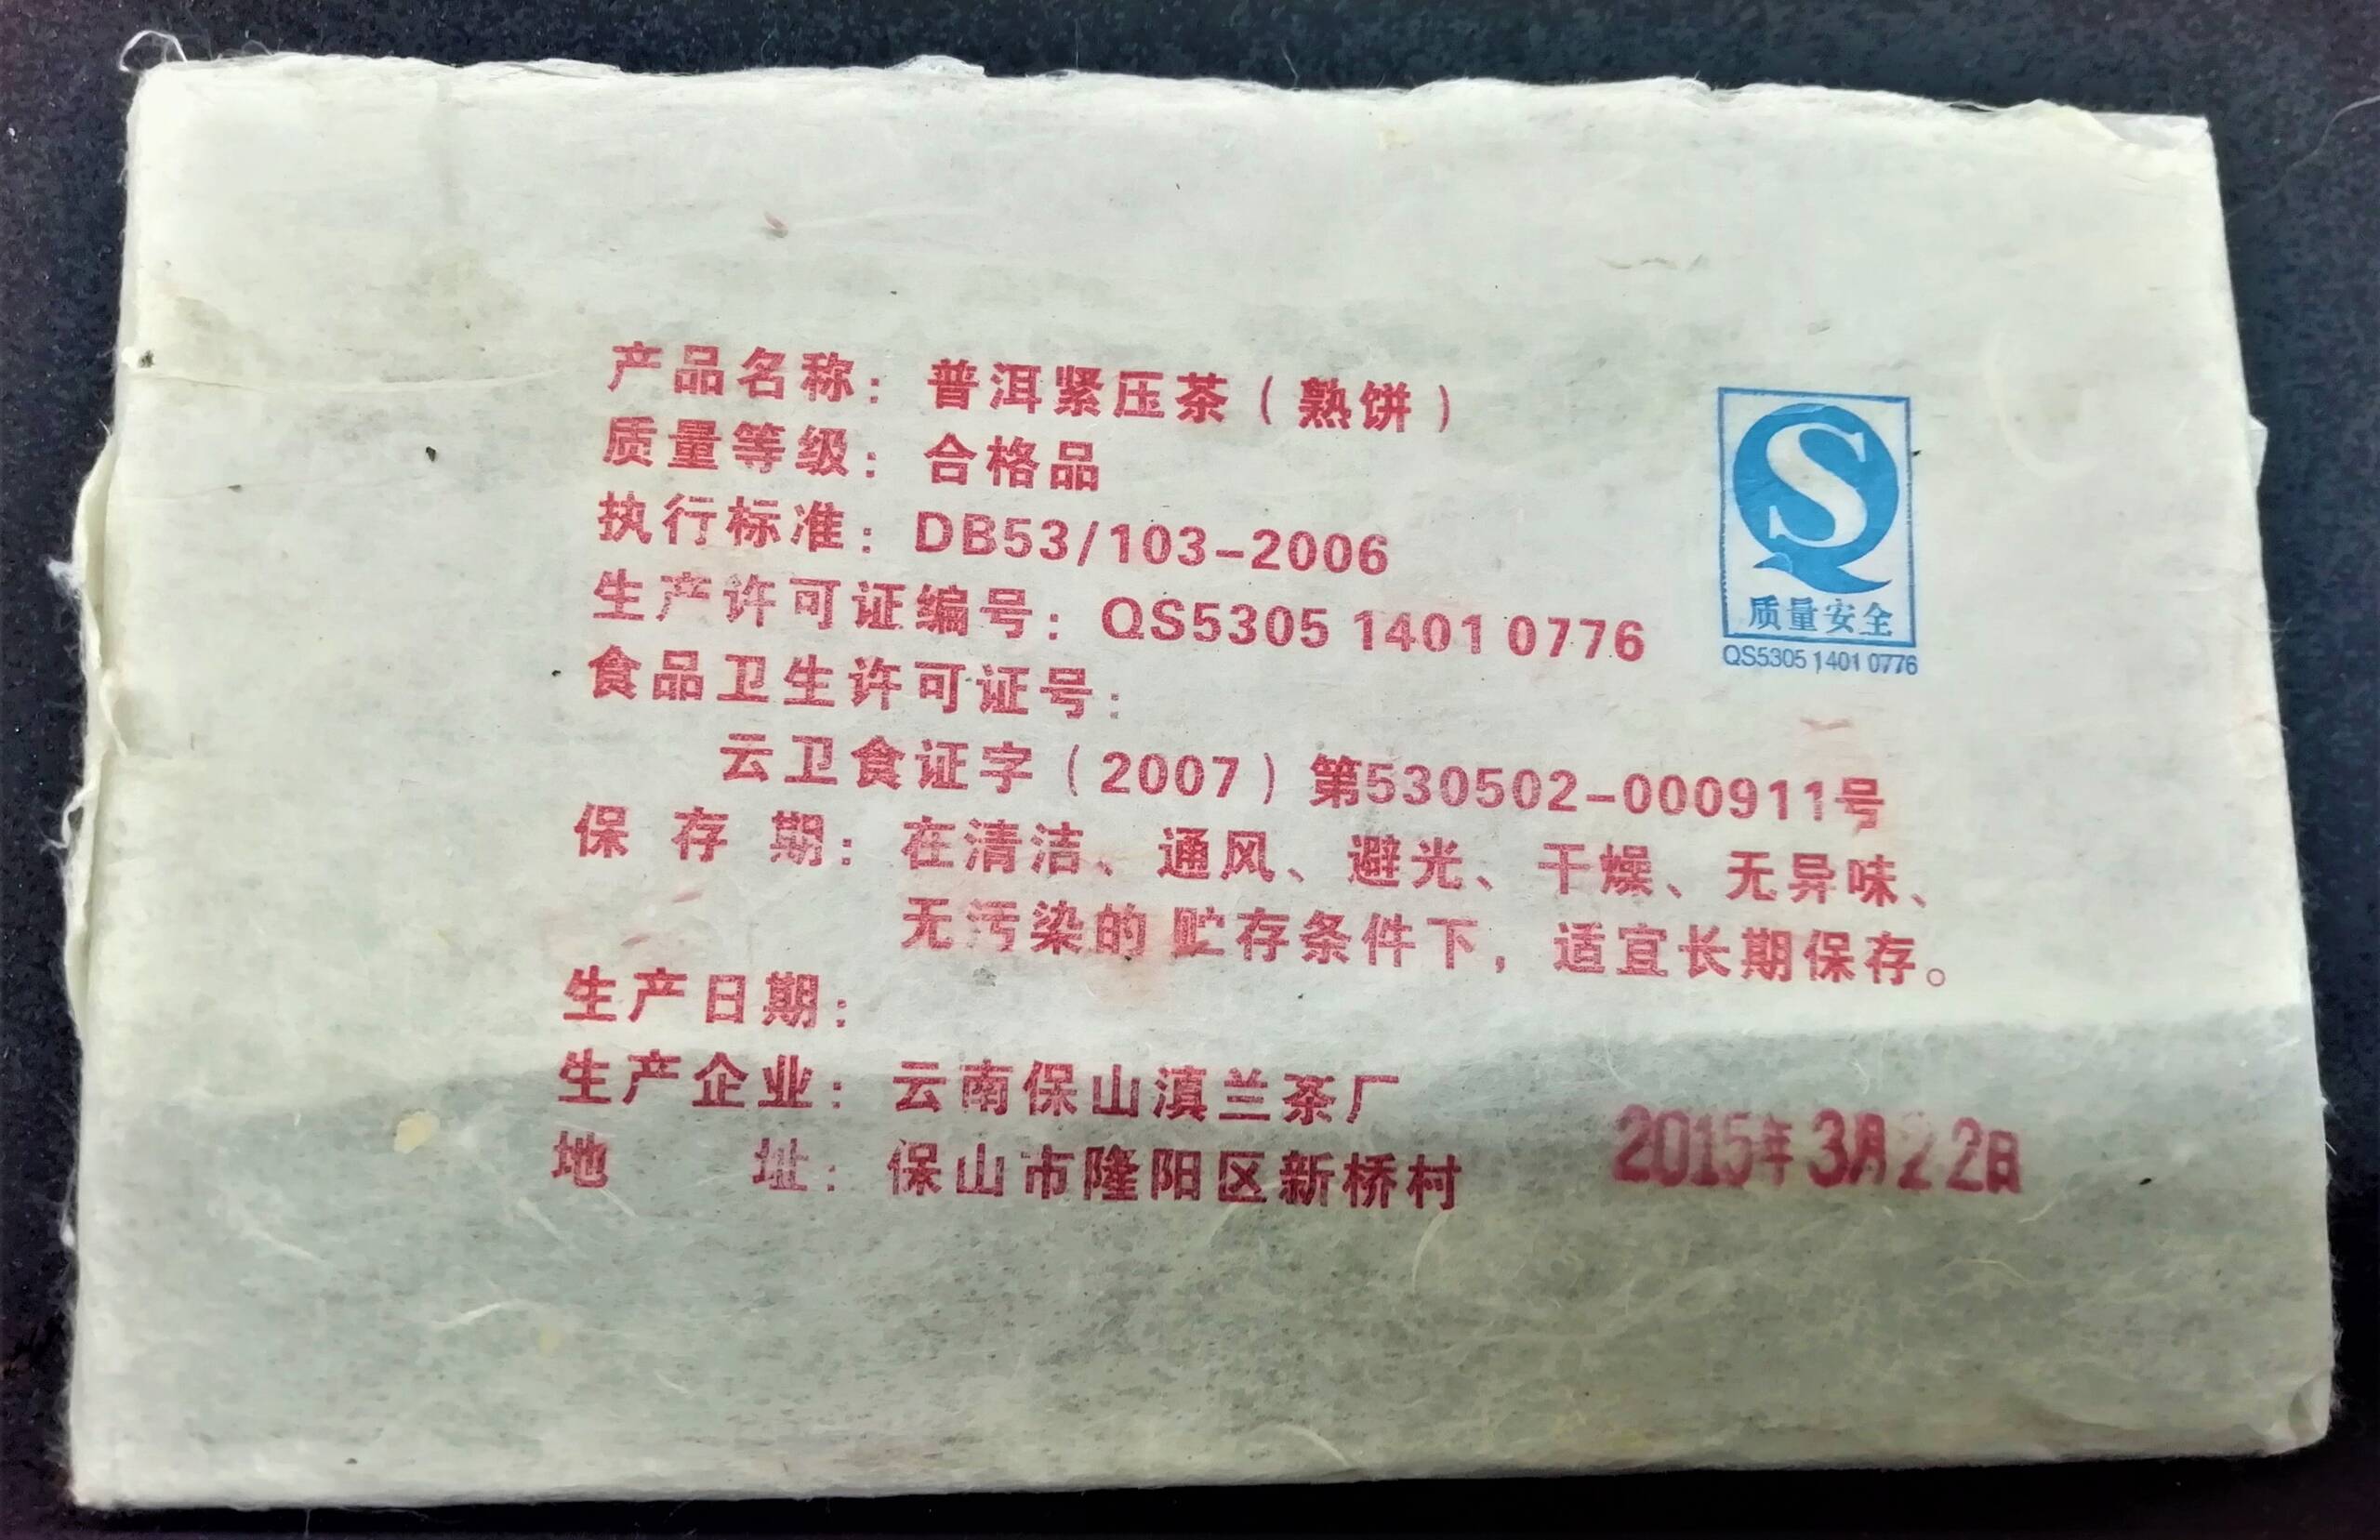 产品名称：普洱紧压茶（熟饼）
质量等级：合格品
执行标准：DB53/103-2006
生产许可证编号：QS5305 1401 0776
食品卫生许可证号：
云卫食证字（2007）第530502-000911号
保存期：在清洁、通风、避光、干燥、无异味、
无污染的贮存条件下，适宜长期保存。
生产日期：
生产企业：云南保山滇兰茶厂
地址：保山市隆阳区新桥村
2015年3月22日
质量安全
QS5305 1401 0776